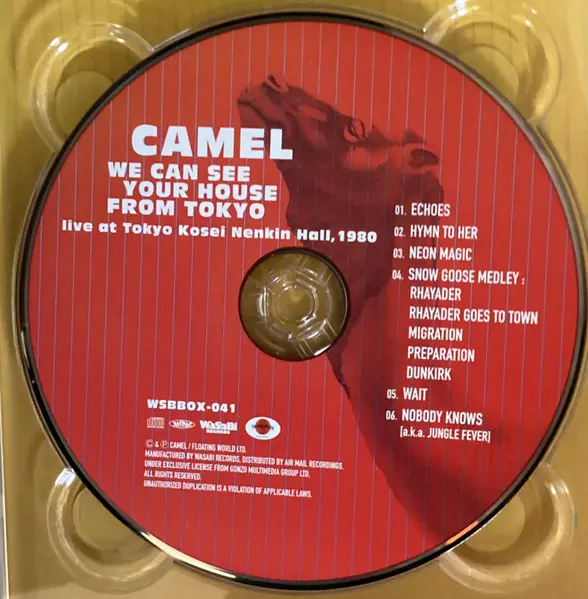 CAMEL
WE CAN SEE
YOUR HOUSE
FROM TOKYO
live at Tokyo Kosei Nenkin Hall, 1980
01. ECHOES
02. HYMN TO HER
03. NEON MAGIC
04. SNOW GOOSE MEDLEY :
RHAYADER
RHAYADER GOES TO TOWN
MIGRATION
PREPARATION
DUNKIRK
05. WAIT
06. NOBODY KNOWS
(a.k.a. JUNGLE FEVER)
WSBBOX-041
WASABI
RECORDS
© & ℗ CAMEL / FLOATING WORLD LTD.
MANUFACTURED BY WASABI RECORDS, DISTRIBUTED BY AIR MAIL RECORDINGS.
UNDER EXCLUSIVE LICENSE FROM GONZO MULTIMEDIA GROUP LTD.
ALL RIGHTS RESERVED.
UNAUTHORIZED DUPLICATION IS A VIOLATION OF APPLICABLE LAWS.